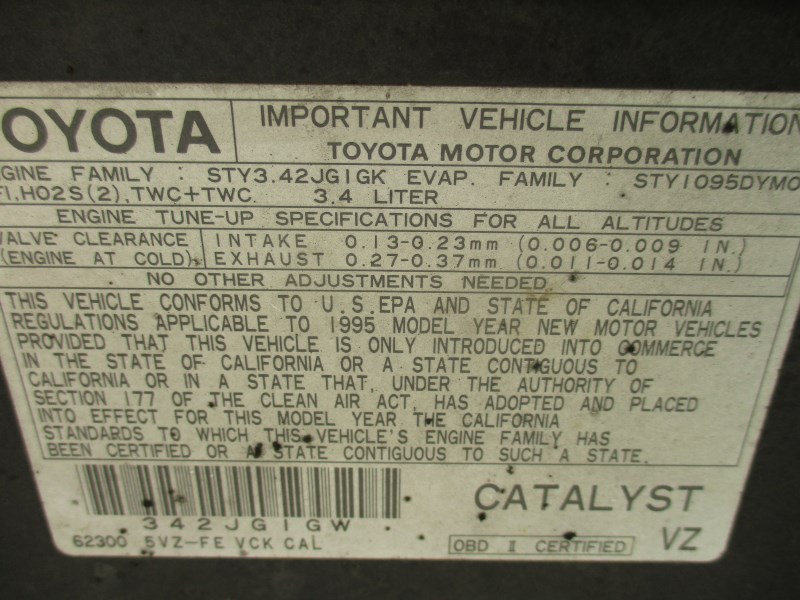 OYOTA
IMPORTANT VEHICLE INFORMATION
TOYOTA MOTOR CORPORATION
GINE FAMILY : STY3.42JGIGK EVAP. FAMILY : STY1095DYMO
FI, HO2S(2), TWC+TWC. 3.4 LITER
ENGINE TUNE-UP SPECIFICATIONS FOR ALL ALTITUDES
VALVE CLEARANCE INTAKE 0.13-0.23mm (0.006-0.009 IN.)
(ENGINE AT COLD) EXHAUST 0.27-0.37mm (0.011-0.014 IN.)
NO OTHER ADJUSTMENTS NEEDED.
THIS VEHICLE CONFORMS TO U.S.EPA AND STATE OF CALIFORNIA
REGULATIONS APPLICABLE TO 1995 MODEL YEAR NEW MOTOR VEHICLES
PROVIDED THAT THIS VEHICLE IS ONLY INTRODUCED INTO COMMERCE
IN THE STATE OF CALIFORNIA OR A STATE CONTIGUOUS TO
CALIFORNIA OR IN A STATE THAT, UNDER THE AUTHORITY OF
SECTION 177 OF THE CLEAN AIR ACT, HAS ADOPTED AND PLACED
INTO EFFECT FOR THIS MODEL YEAR THE CALIFORNIA
STANDARDS TO WHICH THIS VEHICLE'S ENGINE FAMILY HAS
BEEN CERTIFIED OR A STATE CONTIGUOUS TO SUCH A STATE.
342JGIGW
CATALYST
62300 5VZ-FE VCK CAL
OBD II CERTIFIED
VZ